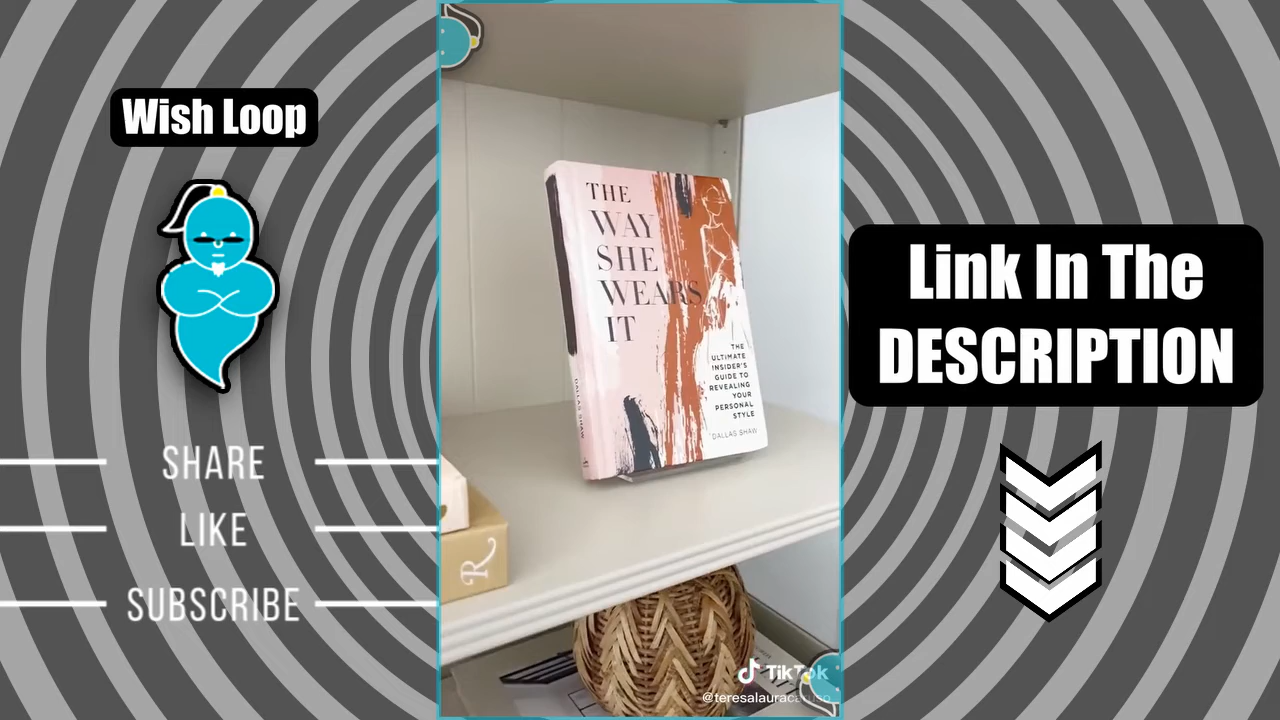 Wish Loop
SHARE
LIKE
SUBSCRIBE
THE
WAY
SHE
WEARS
IT
THE
ULTIMATE
INSIDER'S
GUIDE TO
REVEALING
YOUR
PERSONAL
STYLE
DALLAS SHAW
DALLAS SHAW
R
TikTok
Link In The
DESCRIPTION